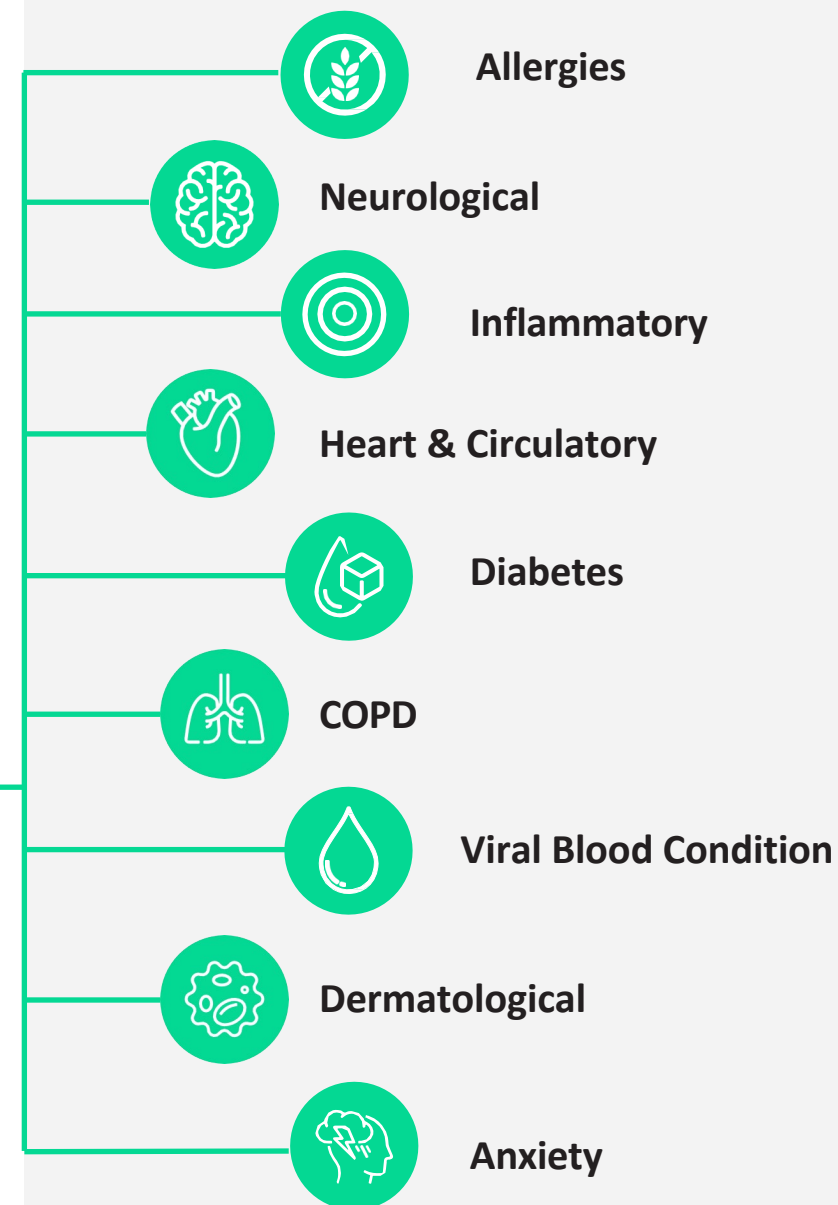 Allergies
Neurological
Inflammatory
Heart & Circulatory
Diabetes
COPD
Viral Blood Condition
Dermatological
Anxiety